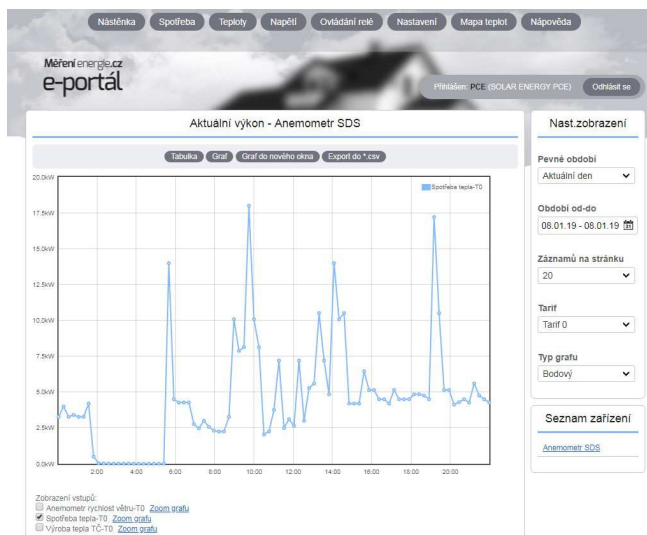 Nástěnka Spotřeba Teploty Napětí Ovládání relé Nastavení Mapa teplot Nápověda
Měření energie.cz
e-portál
Přihlášen: PCE (SOLAR ENERGY PCE) Odhlásit se
Aktuální výkon - Anemometr SDS
Tabulka Graf Graf do nového okna Export do *.csv
20.0kW
17.5kW
15.0kW
12.5kW
10.0kW
7.5kW
5.0kW
2.5kW
0.0kW
Spotřeba tepla-T0
2:00 4:00 6:00 8:00 10:00 12:00 14:00 16:00 18:00 20:00
Zobrazení vstupů:
Anemometr rychlost větru-T0 Zoom grafu
Spotřeba tepla-T0 Zoom grafu
Výroba tepla TČ-T0 Zoom grafu
Nast.zobrazení
Pevné období
Aktuální den
Období od-do
08.01.19 - 08.01.19
Záznamů na stránku
20
Tarif
Tarif 0
Typ grafu
Bodový
Seznam zařízení
Anemometr SDS